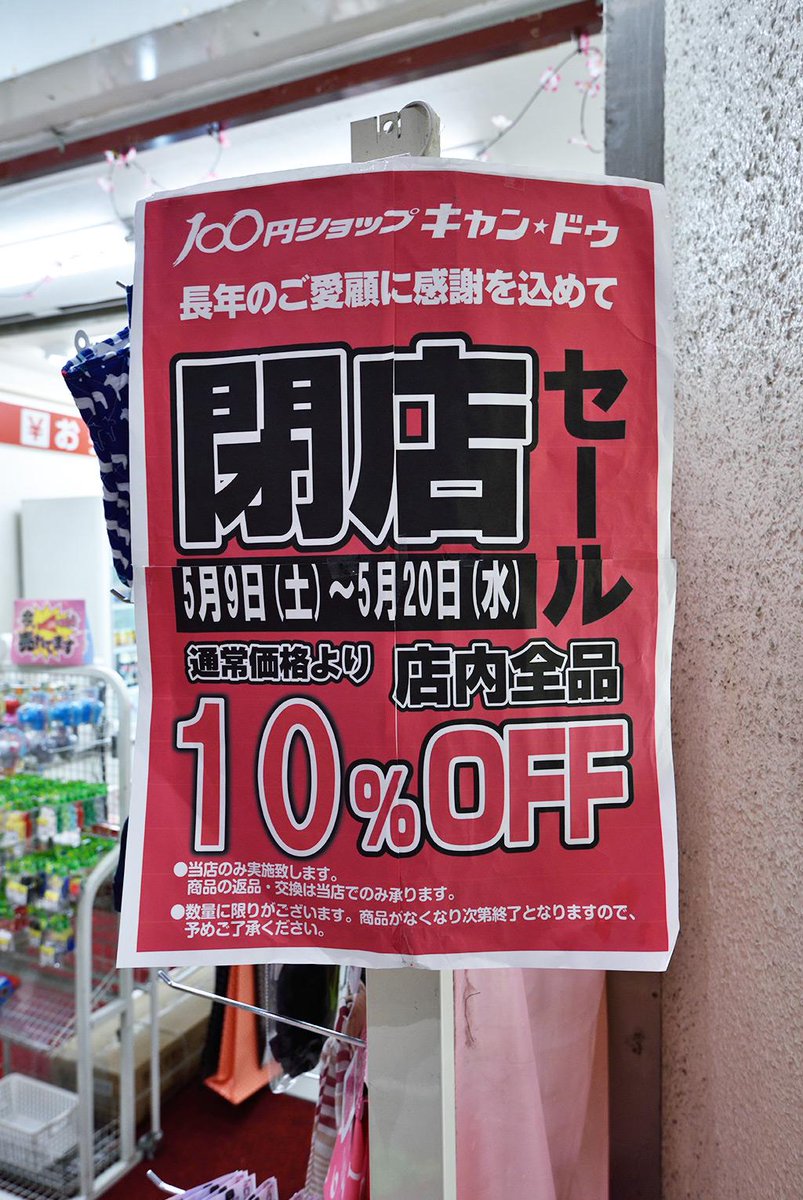 100円ショップ キャン★ドゥ
長年のご愛顧に感謝を込めて
閉店セール
5月9日(土)～5月20日(水)
通常価格より 店内全品
10%OFF
●当店のみ実施致します。
商品の返品・交換は当店でのみ承ります。
●数量に限りがございます。商品がなくなり次第終了となりますので、
予めご了承ください。
¥お
売れてます